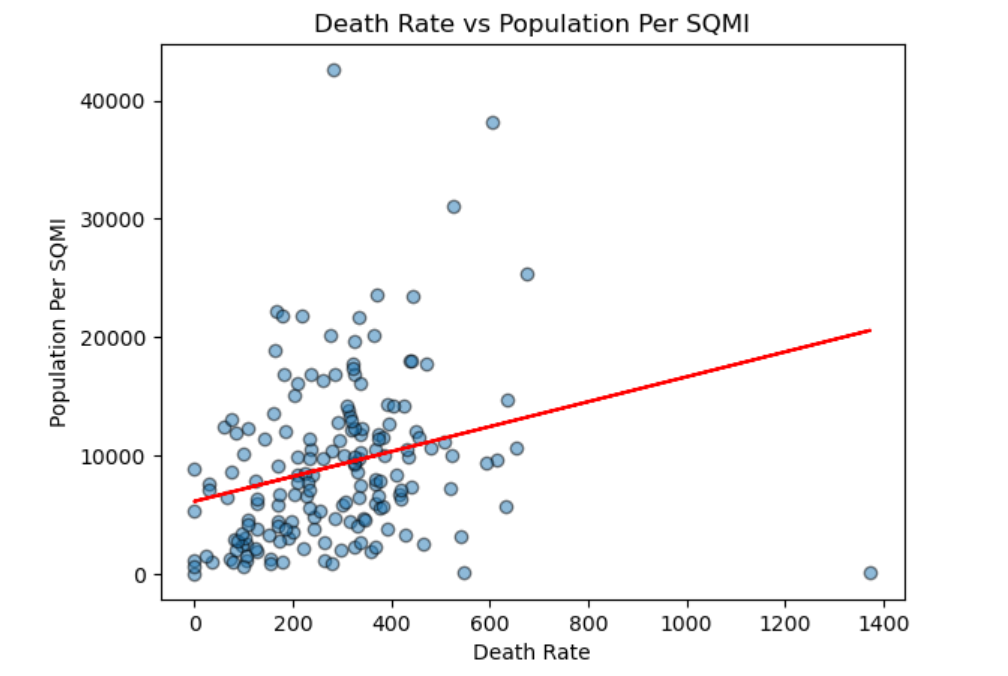 Death Rate vs Population Per SQMI
40000
30000
20000
10000
0
Population Per SQMI
0 200 400 600 800 1000 1200 1400
Death Rate